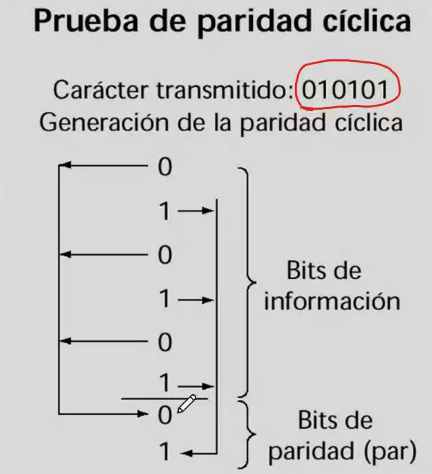 Prueba de paridad cíclica
Carácter transmitido: 010101
Generación de la paridad cíclica
0
1
0
1
0
1
Bits de
información
0
1
Bits de
paridad (par)